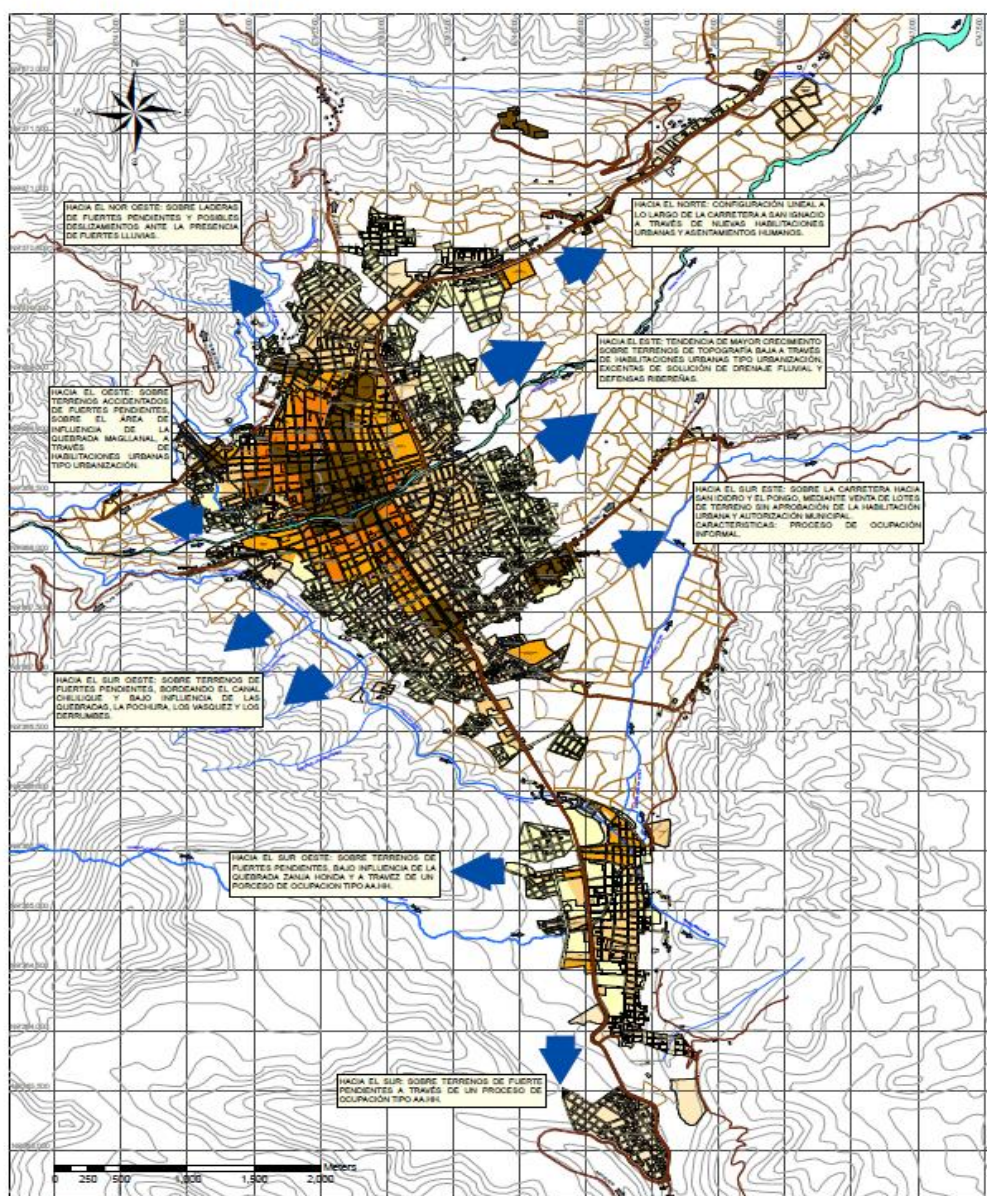 N
W
E
S
HACIA EL NOR OESTE: SOBRE LADERAS
DE FUERTES PENDIENTES Y POSIBLES
DESLIZAMIENTOS ANTE LA PRESENCIA
DE FUERTES LLUVIAS.
HACIA EL NORTE: CONFIGURACIÓN LINEAL A
LO LARGO DE LA CARRETERA A SAN IGNACIO
A TRAVÉS DE NUEVAS HABILITACIONES
URBANAS Y ASENTAMIENTOS HUMANOS.
HACIA EL ESTE: TENDENCIA DE MAYOR CRECIMIENTO
SOBRE TERRENOS DE TOPOGRAFÍA BAJA A TRAVÉS
DE HABILITACIONES URBANAS TIPO URBANIZACIÓN,
EXCENTAS DE SOLUCIÓN DE DRENAJE FLUVIAL Y
DEFENSAS RIBEREÑAS.
HACIA EL OESTE: SOBRE
TERRENOS ACCIDENTADOS
DE FUERTES PENDIENTES,
SOBRE EL ÁREA DE
INFLUENCIA DE LA
QUEBRADA MAGLLANAL, A
TRAVÉS DE
HABILITACIONES URBANAS
TIPO URBANIZACIÓN.
HACIA EL SUR ESTE: SOBRE LA CARRETERA HACIA
SAN ISIDRO Y EL PONGO, MEDIANTE VENTA DE LOTES
DE TERRENO SIN APROBACIÓN DE LA HABILITACIÓN
URBANA Y AUTORIZACIÓN MUNICIPAL.
CARACTERISTICAS: PROCESO DE OCUPACIÓN
INFORMAL.
HACIA EL SUR OESTE: SOBRE TERRENOS DE
FUERTES PENDIENTES, BORDEANDO EL CANAL
CHILILIQUE Y BAJO INFLUENCIA DE LAS
QUEBRADAS, LA POCHURA, LOS VASQUEZ Y LOS
DERRUMBES.
HACIA EL SUR OESTE: SOBRE TERRENOS DE
FUERTES PENDIENTES, BAJO INFLUENCIA DE LA
QUEBRADA ZANJA HONDA Y A TRAVEZ DE UN
PORCESO DE OCUPACION TIPO AA.HH.
HACIA EL SUR: SOBRE TERRENOS DE FUERTE
PENDIENTES A TRAVÉS DE UN PROCESO DE
OCUPACIÓN TIPO AA.HH.
Meters
0 250 500 1,000 1,500 2,000